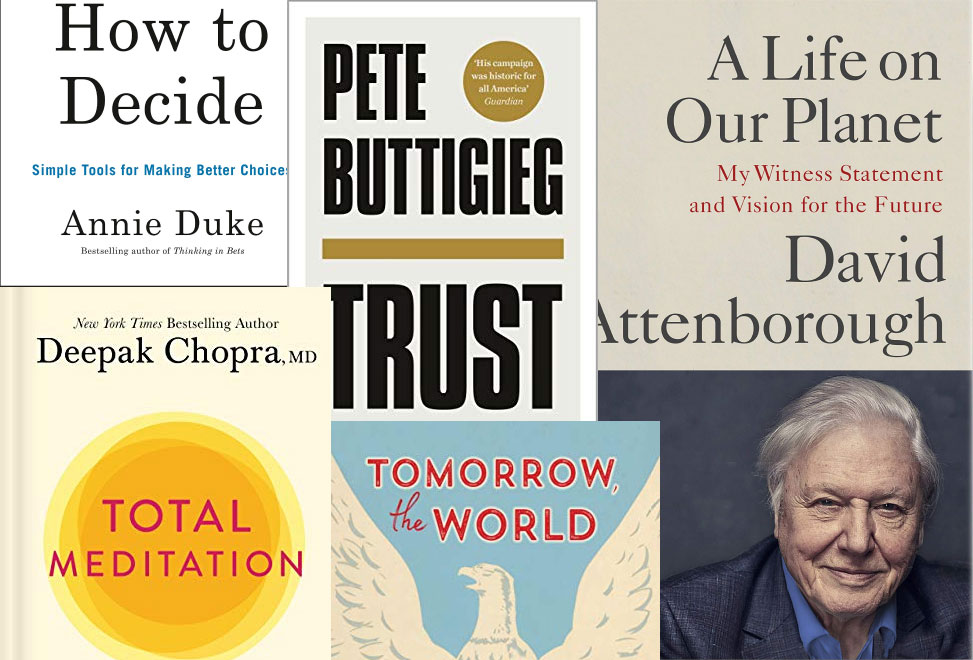 How to
Decide
Simple Tools for Making Better Choices
Annie Duke
Bestselling author of Thinking in Bets
PETE
BUTTIGIEG
'His campaign
was historic for
all America'
Guardian
TRUST
A Life on
Our Planet
My Witness Statement
and Vision for the Future
David
Attenborough
New York Times Bestselling Author
Deepak Chopra, MD
TOTAL
MEDITATION
TOMORROW,
the WORLD